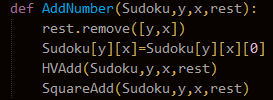 def AddNumber(Sudoku,y,x,rest):
    rest.remove([y,x])
    Sudoku[y][x]=Sudoku[y][x][0]
    HVAdd(Sudoku,y,x,rest)
    SquareAdd(Sudoku,y,x,rest)